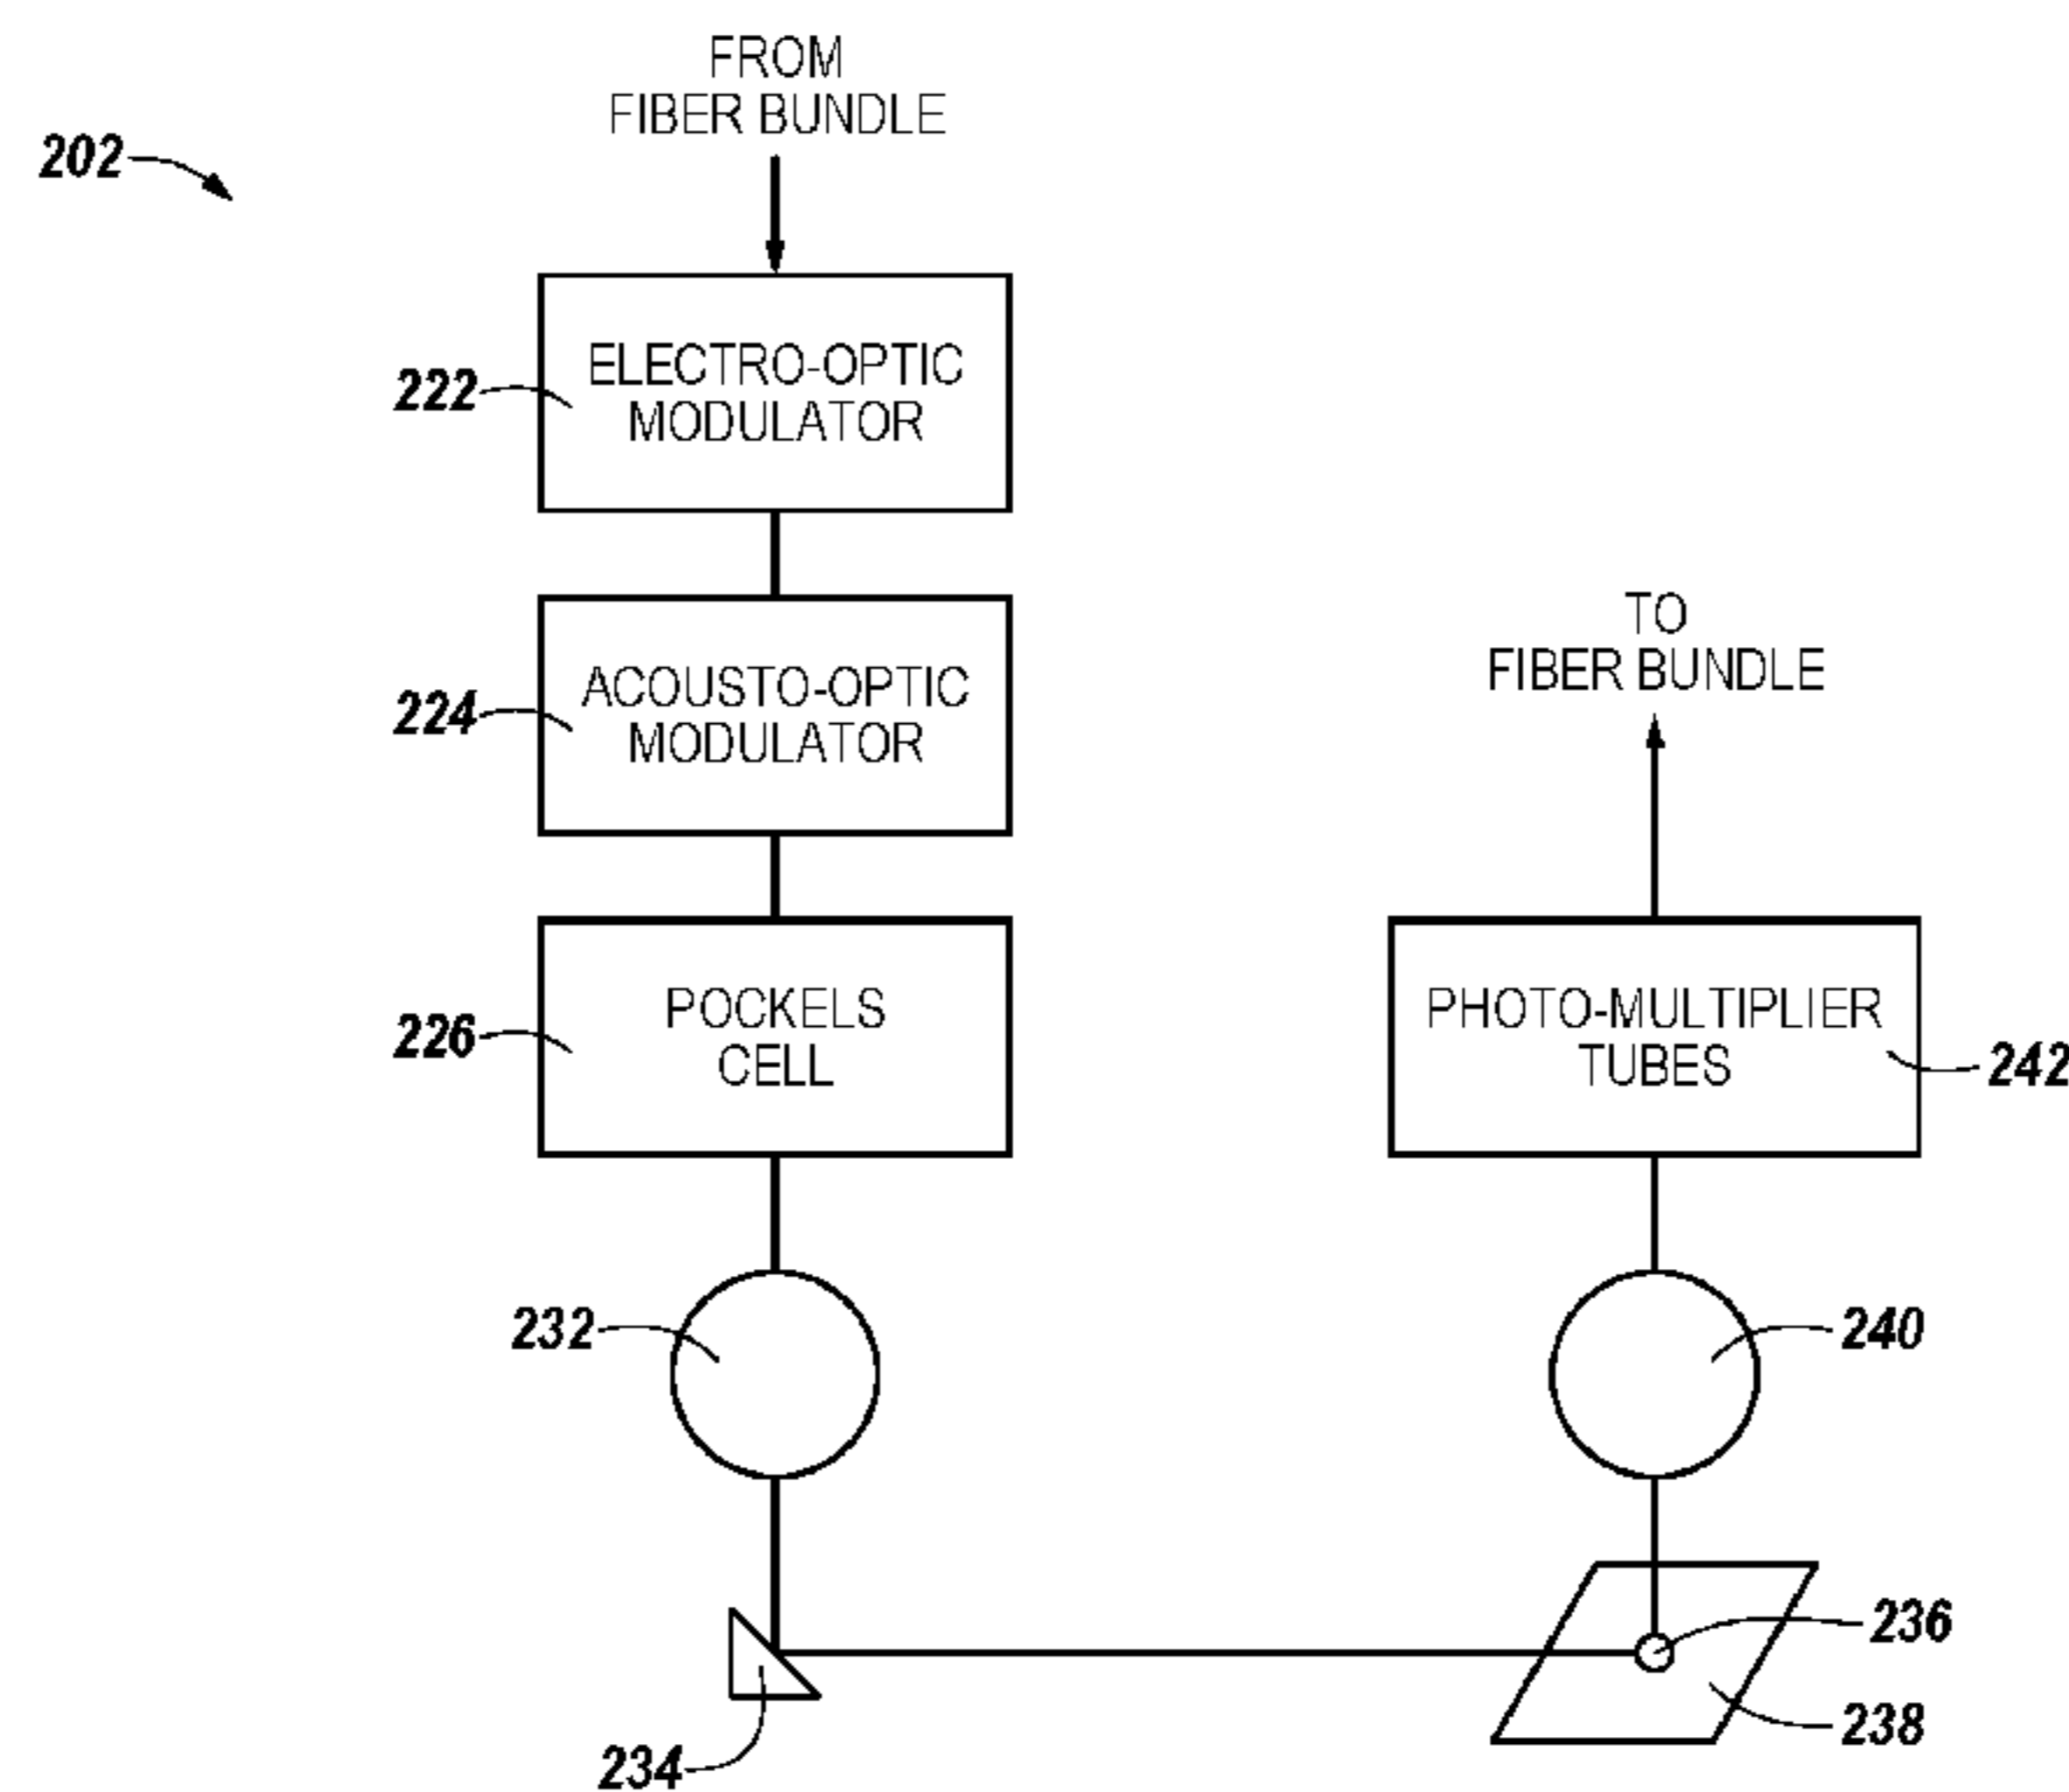 FROM
FIBER BUNDLE
202
ELECTRO-OPTIC
MODULATOR
222
TO
FIBER BUNDLE
ACOUSTO-OPTIC
MODULATOR
224
POCKELS
CELL
226
PHOTO-MULTIPLIER
TUBES
242
232
240
236
238
234